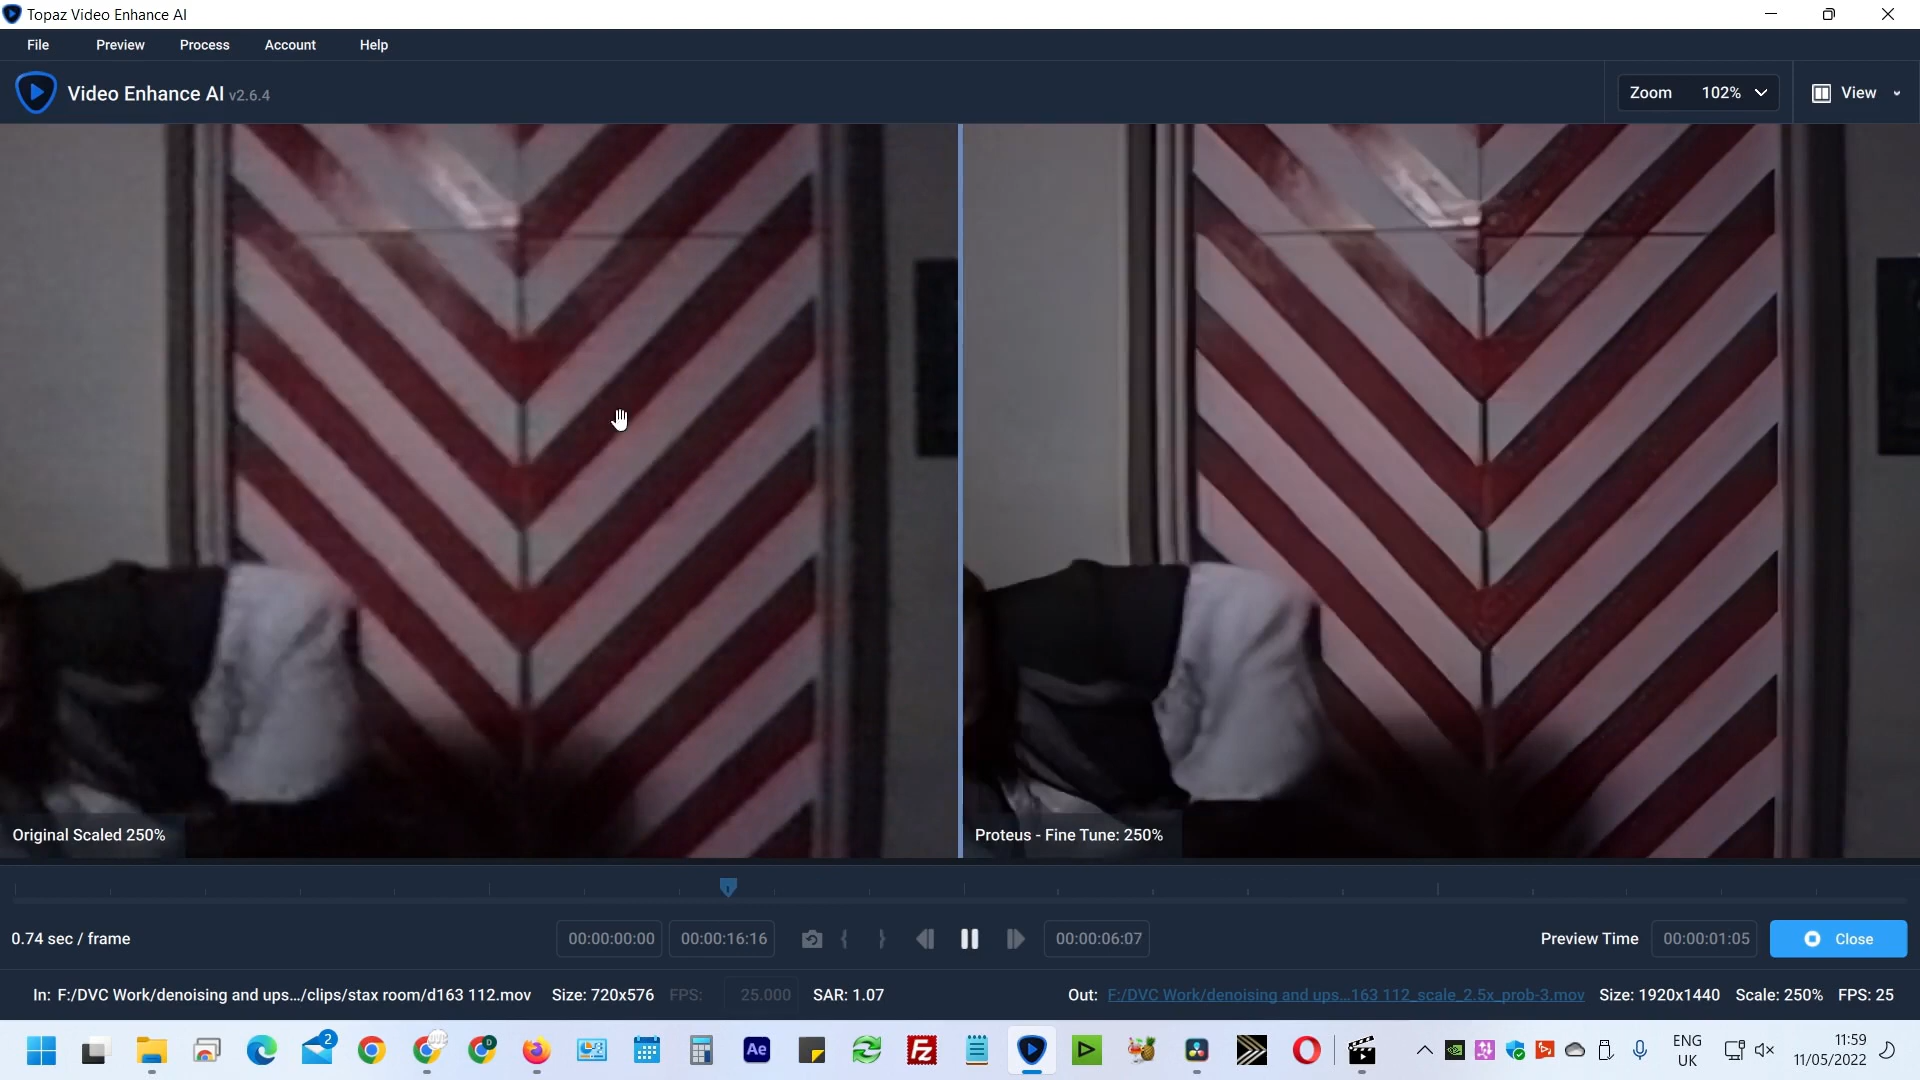 Topaz Video Enhance AI
File Preview Process Account Help
Video Enhance AI v2.6.4
Zoom 102% View
Original Scaled 250%
Proteus - Fine Tune: 250%
0.74 sec / frame
00:00:00:00 00:00:16:16 { } 00:00:06:07
Preview Time 00:00:01:05 Close
In: F:/DVC Work/denoising and ups.../clips/stax room/d163 112.mov Size: 720x576 FPS: 25.000 SAR: 1.07
Out: F:/DVC Work/denoising and ups...163 112_scale_2.5x_prob-3.mov Size: 1920x1440 Scale: 250% FPS: 25
2
D
Ae
FZ
ENG
UK
11:59
11/05/2022